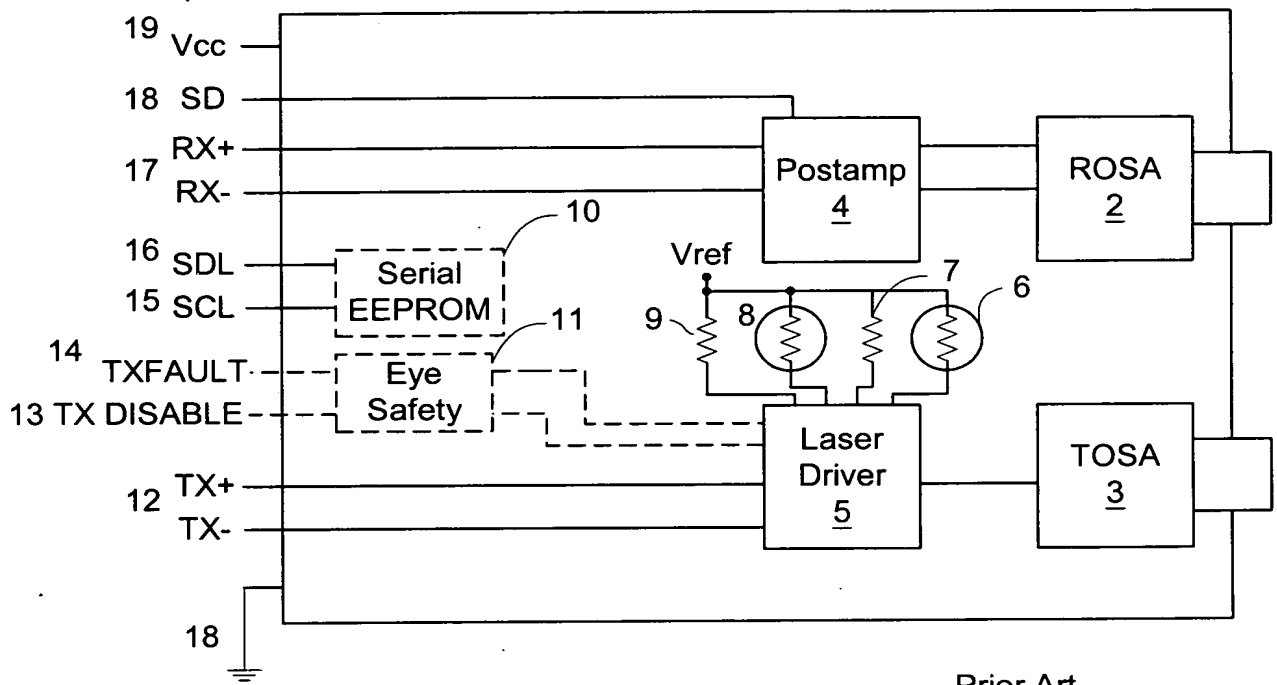 19 Vcc
18 SD
RX+
17
RX-
Postamp
4
ROSA
2
10
16 SDL
15 SCL
Serial
EEPROM
Vref
9
8
7
6
11
14 TXFAULT
13 TX DISABLE
Eye
Safety
Laser
Driver
5
TOSA
3
12 TX+
TX-
18
Prior Art